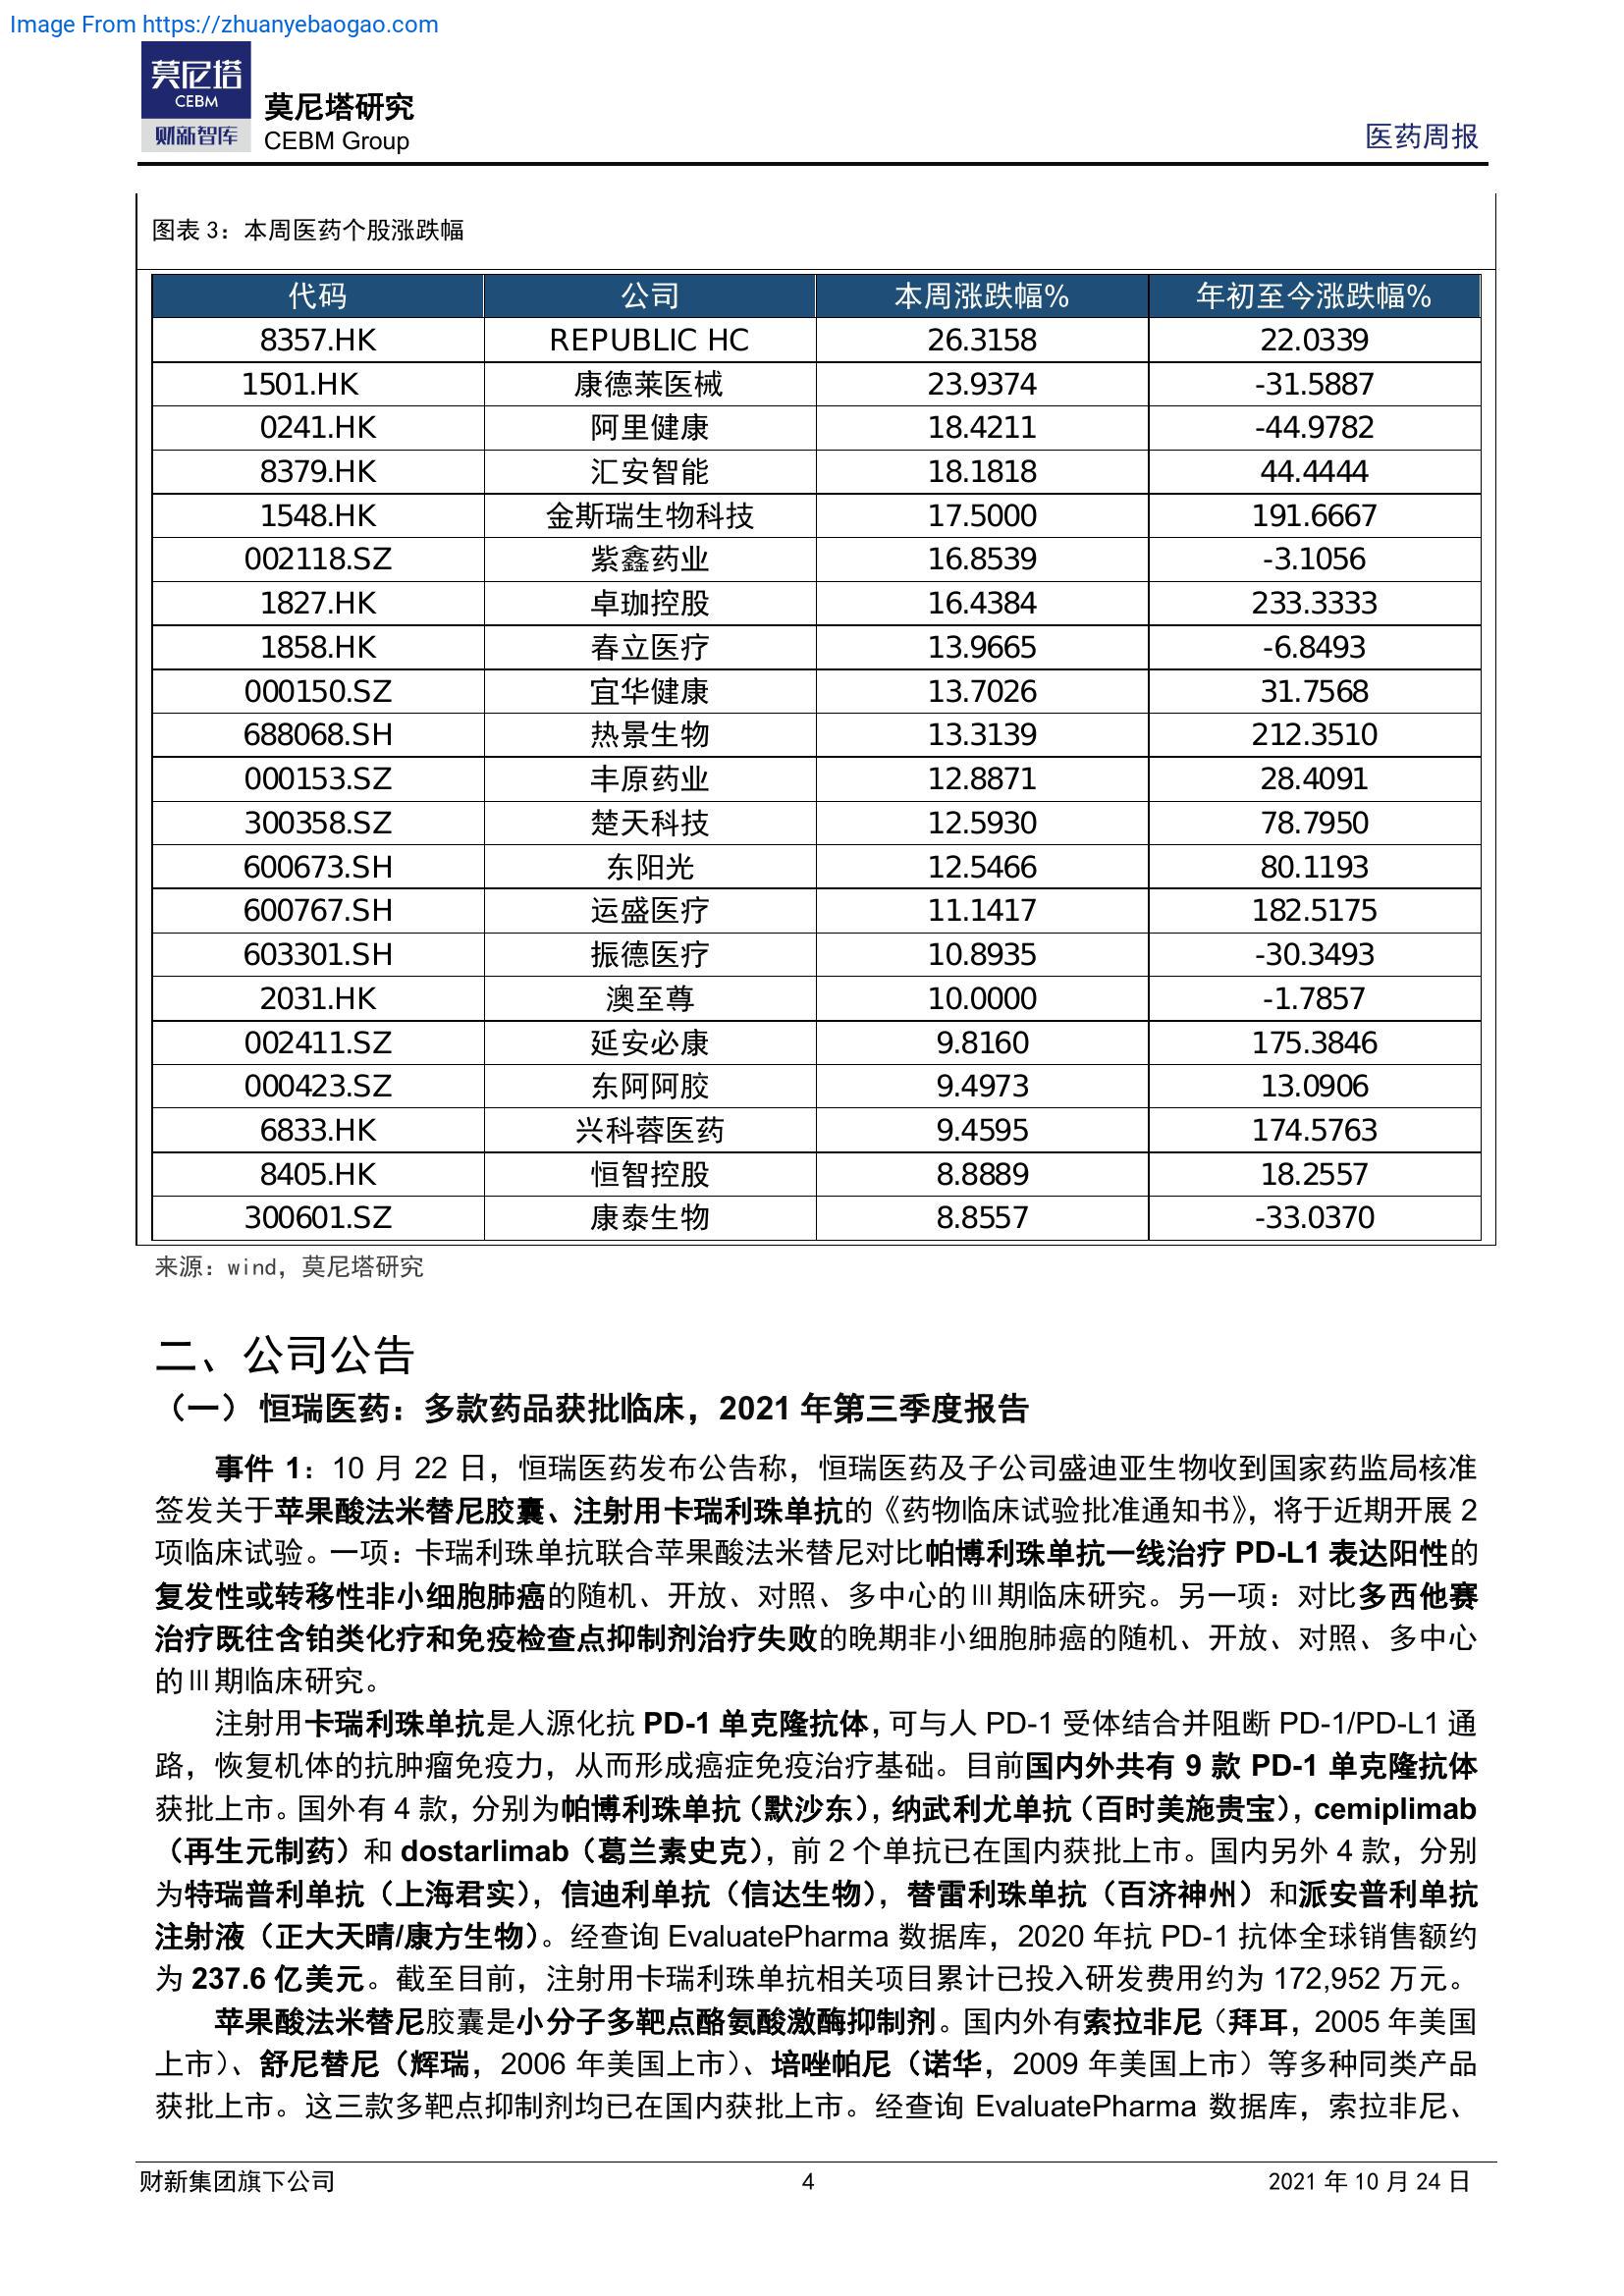 Image From https://zhuanyebaogao.com
莫尼塔
CEBM
财新智库
莫尼塔研究
CEBM Group
医药周报
图表 3：本周医药个股涨跌幅
代码 公司 本周涨跌幅% 年初至今涨跌幅%
8357.HK REPUBLIC HC 26.3158 22.0339
1501.HK 康德莱医械 23.9374 -31.5887
0241.HK 阿里健康 18.4211 -44.9782
8379.HK 汇安智能 18.1818 44.4444
1548.HK 金斯瑞生物科技 17.5000 191.6667
002118.SZ 紫鑫药业 16.8539 -3.1056
1827.HK 卓珈控股 16.4384 233.3333
1858.HK 春立医疗 13.9665 -6.8493
000150.SZ 宜华健康 13.7026 31.7568
688068.SH 热景生物 13.3139 212.3510
000153.SZ 丰原药业 12.8871 28.4091
300358.SZ 楚天科技 12.5930 78.7950
600673.SH 东阳光 12.5466 80.1193
600767.SH 运盛医疗 11.1417 182.5175
603301.SH 振德医疗 10.8935 -30.3493
2031.HK 澳至尊 10.0000 -1.7857
002411.SZ 延安必康 9.8160 175.3846
000423.SZ 东阿阿胶 9.4973 13.0906
6833.HK 兴科蓉医药 9.4595 174.5763
8405.HK 恒智控股 8.8889 18.2557
300601.SZ 康泰生物 8.8557 -33.0370
来源：wind，莫尼塔研究
二、公司公告
（一）恒瑞医药：多款药品获批临床，2021 年第三季度报告
事件 1：10 月 22 日，恒瑞医药发布公告称，恒瑞医药及子公司盛迪亚生物收到国家药监局核准
签发关于苹果酸法米替尼胶囊、注射用卡瑞利珠单抗的《药物临床试验批准通知书》，将于近期开展 2
项临床试验。一项：卡瑞利珠单抗联合苹果酸法米替尼对比帕博利珠单抗一线治疗 PD-L1 表达阳性的
复发性或转移性非小细胞肺癌的随机、开放、对照、多中心的Ⅲ期临床研究。另一项：对比多西他赛
治疗既往含铂类化疗和免疫检查点抑制剂治疗失败的晚期非小细胞肺癌的随机、开放、对照、多中心
的Ⅲ期临床研究。
注射用卡瑞利珠单抗是人源化抗 PD-1 单克隆抗体，可与人 PD-1 受体结合并阻断 PD-1/PD-L1 通
路，恢复机体的抗肿瘤免疫力，从而形成癌症免疫治疗基础。目前国内外共有 9 款 PD-1 单克隆抗体
获批上市。国外有 4 款，分别为帕博利珠单抗（默沙东），纳武利尤单抗（百时美施贵宝），cemiplimab
（再生元制药）和 dostarlimab（葛兰素史克），前 2 个单抗已在国内获批上市。国内另外 4 款，分别
为特瑞普利单抗（上海君实），信迪利单抗（信达生物），替雷利珠单抗（百济神州）和派安普利单抗
注射液（正大天晴/康方生物）。经查询 EvaluatePharma 数据库，2020 年抗 PD-1 抗体全球销售额约
为 237.6 亿美元。截至目前，注射用卡瑞利珠单抗相关项目累计已投入研发费用约为 172,952 万元。
苹果酸法米替尼胶囊是小分子多靶点酪氨酸激酶抑制剂。国内外有索拉非尼（拜耳，2005 年美国
上市）、舒尼替尼（辉瑞，2006 年美国上市）、培唑帕尼（诺华，2009 年美国上市）等多种同类产品
获批上市。这三款多靶点抑制剂均已在国内获批上市。经查询 EvaluatePharma 数据库，索拉非尼、
财新集团旗下公司
4
2021 年 10 月 24 日